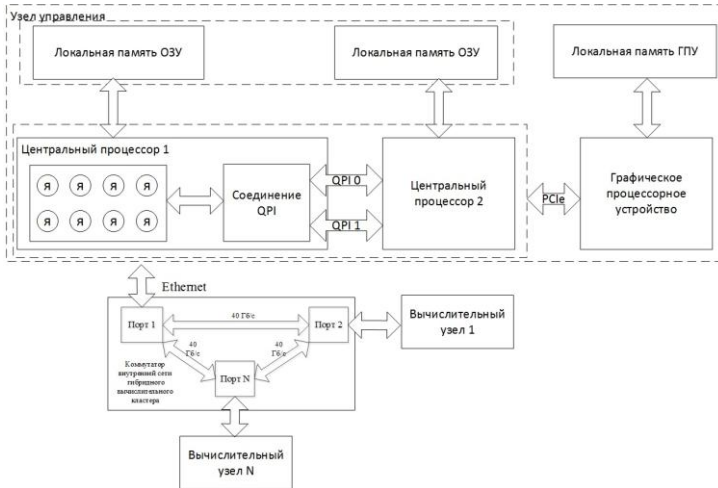 Узел управления
Локальная память ОЗУ
Локальная память ОЗУ
Локальная память ГПУ
Центральный процессор 1
Я Я Я Я
Я Я Я Я
Соединение
QPI
QPI 0
QPI 1
Центральный
процессор 2
PCIe
Графическое
процессорное
устройство
Ethernet
Порт 1
40 Гб/с
Порт 2
40
Гб/с
40
Гб/с
Порт N
Коммутатор
внутренней сети
гибридного
вычислительного
кластера
Вычислительный
узел 1
Вычислительный
узел N